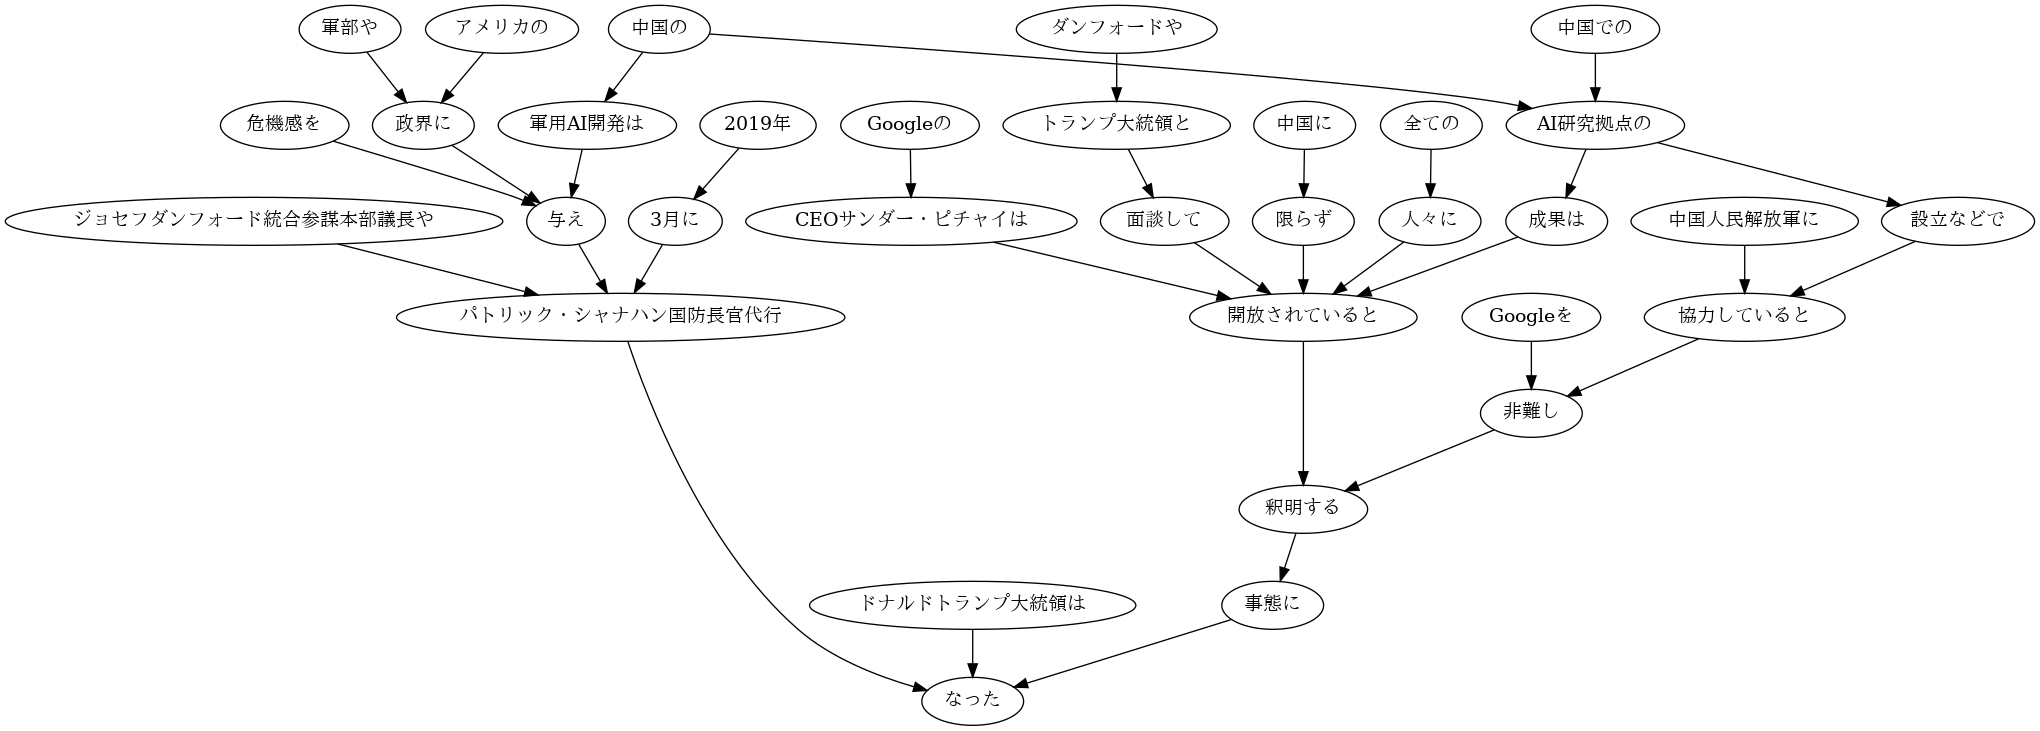 軍部や
アメリカの
中国の
ダンフォードや
中国での
危機感を
政界に
軍用AI開発は
2019年
Googleの
トランプ大統領と
中国に
全ての
AI研究拠点の
ジョセフダンフォード統合参謀本部議長や
与え
3月に
CEOサンダー・ピチャイは
面談して
限らず
人々に
成果は
中国人民解放軍に
設立などで
パトリック・シャナハン国防長官代行
開放されていると
Googleを
協力していると
非難し
釈明する
ドナルドトランプ大統領は
事態に
なった